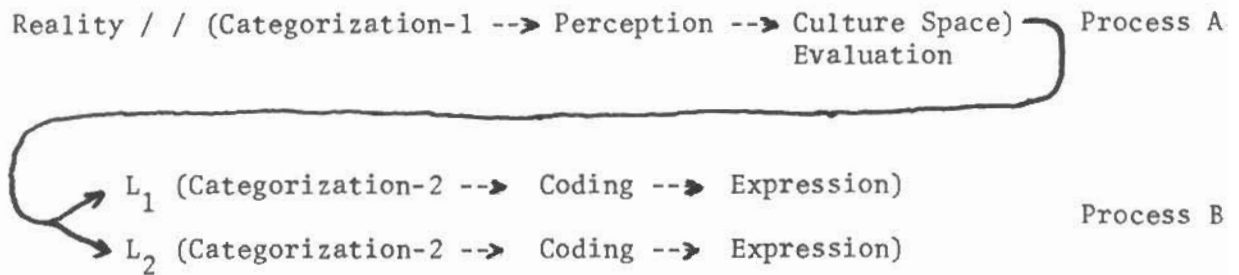 Reality / / (Categorization-1 --> Perception --> Culture Space) Process A
Evaluation
L1 (Categorization-2 --> Coding --> Expression)
Process B
L2 (Categorization-2 --> Coding --> Expression)